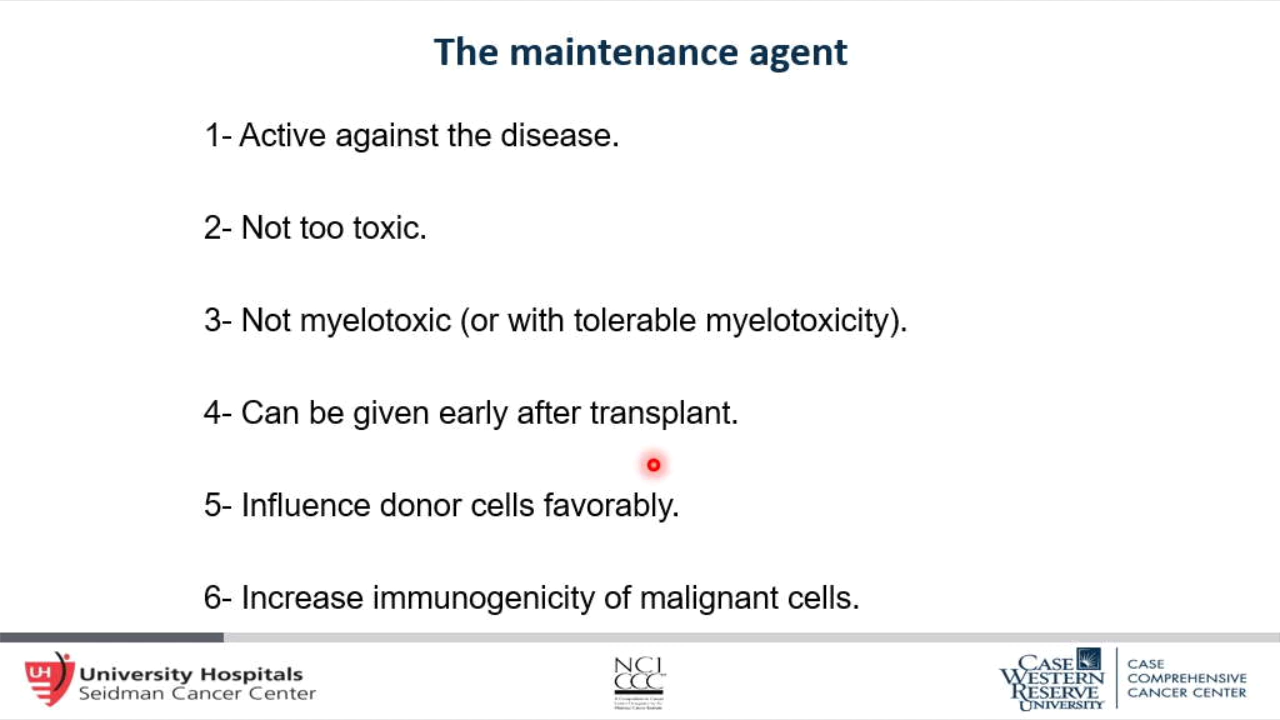 The maintenance agent
1- Active against the disease.
2- Not too toxic.
3- Not myelotoxic (or with tolerable myelotoxicity).
4- Can be given early after transplant.
5- Influence donor cells favorably.
6- Increase immunogenicity of malignant cells.
UH
University Hospitals
Seidman Cancer Center
NCI
CCC
CASE
WESTERN
RESERVE
UNIVERSITY
CASE
COMPREHENSIVE
CANCER CENTER